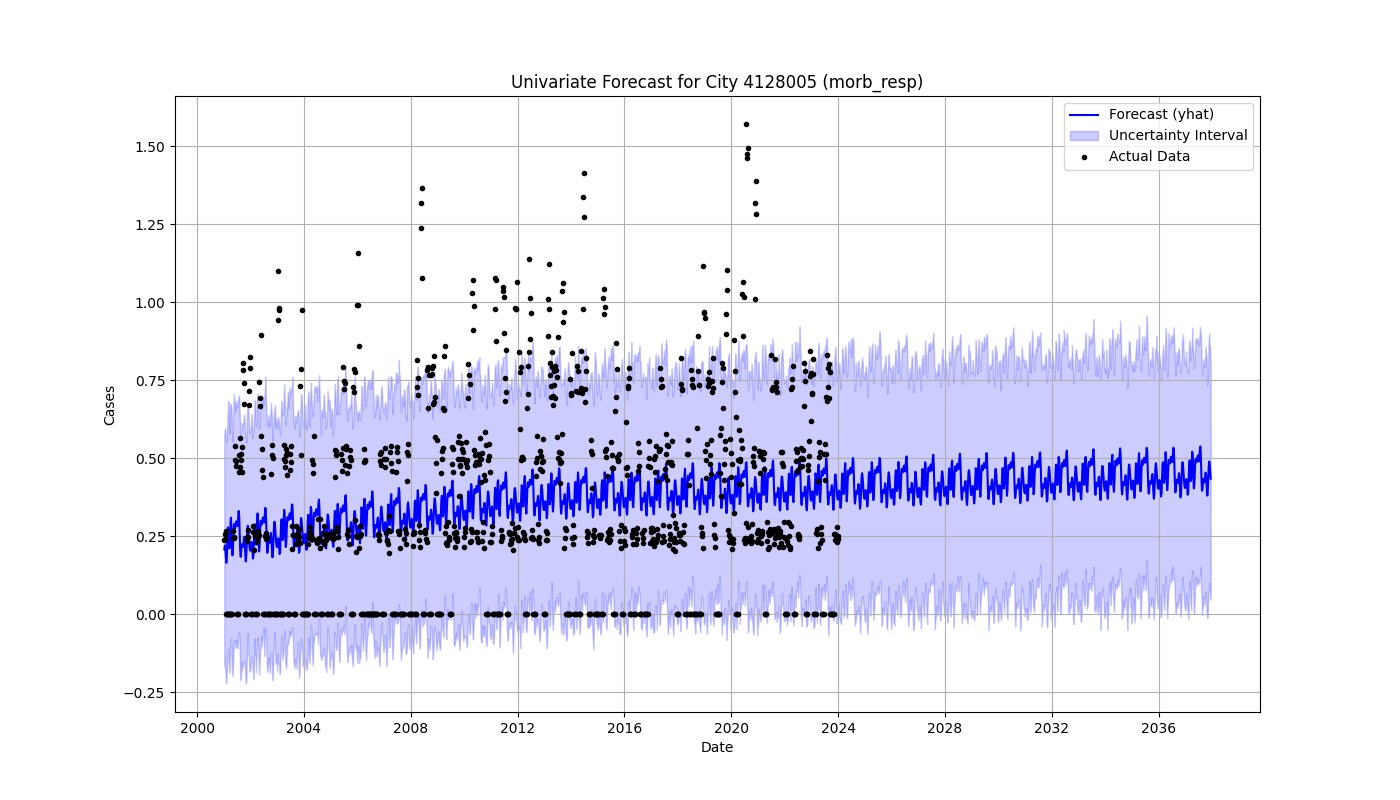 Univariate Forecast for City 4128005 (morb_resp)
Forecast (yhat)
Uncertainty Interval
Actual Data
Cases
1.50
1.25
1.00
0.75
0.50
0.25
0.00
−0.25
2000 2004 2008 2012 2016 2020 2024 2028 2032 2036
Date